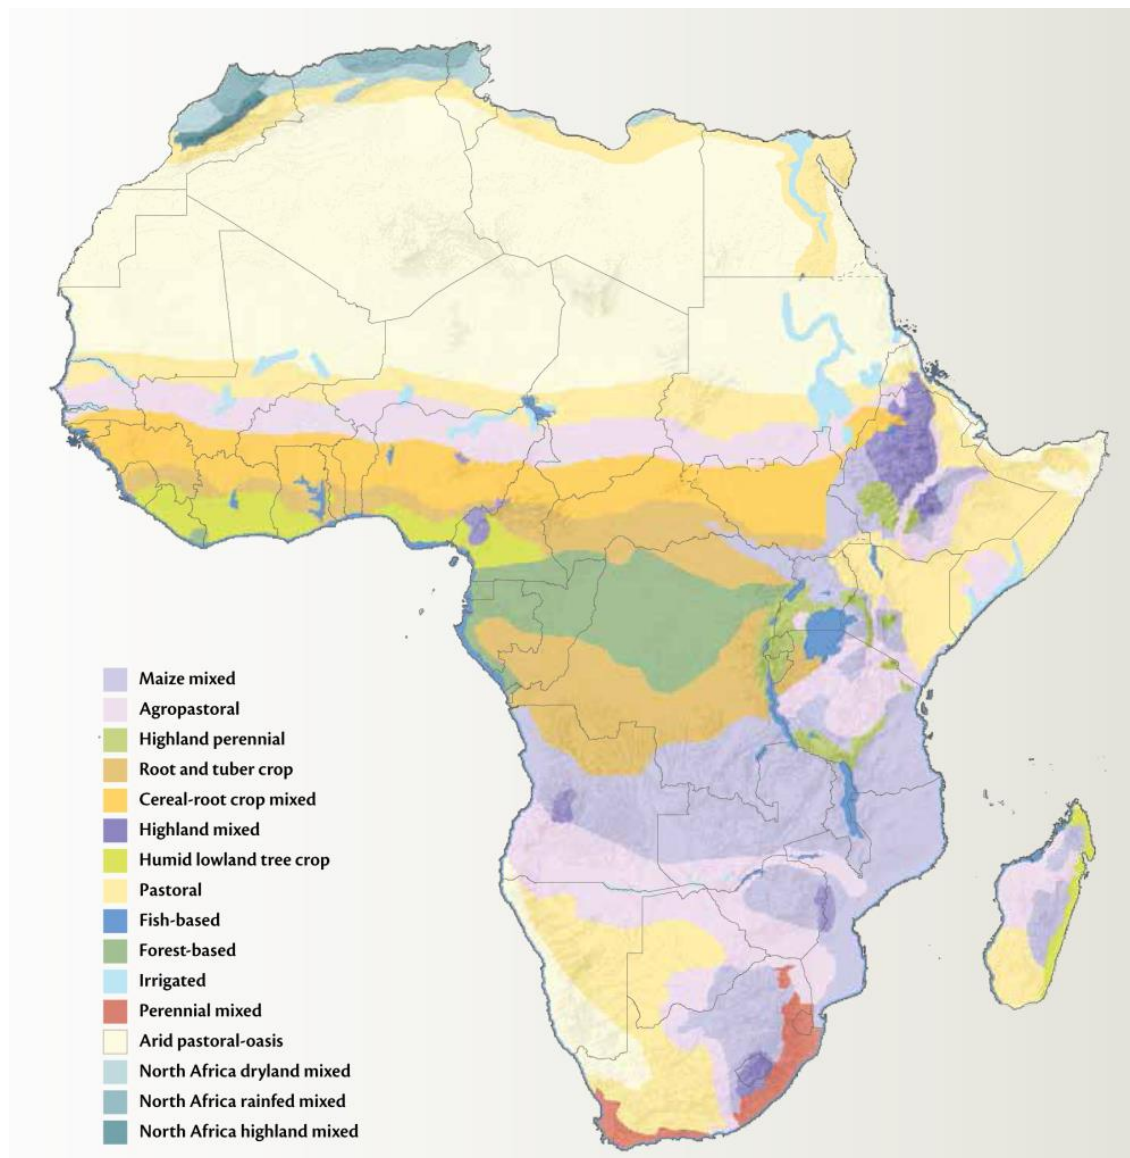 Maize mixed
Agropastoral
Highland perennial
Root and tuber crop
Cereal-root crop mixed
Highland mixed
Humid lowland tree crop
Pastoral
Fish-based
Forest-based
Irrigated
Perennial mixed
Arid pastoral-oasis
North Africa dryland mixed
North Africa rainfed mixed
North Africa highland mixed